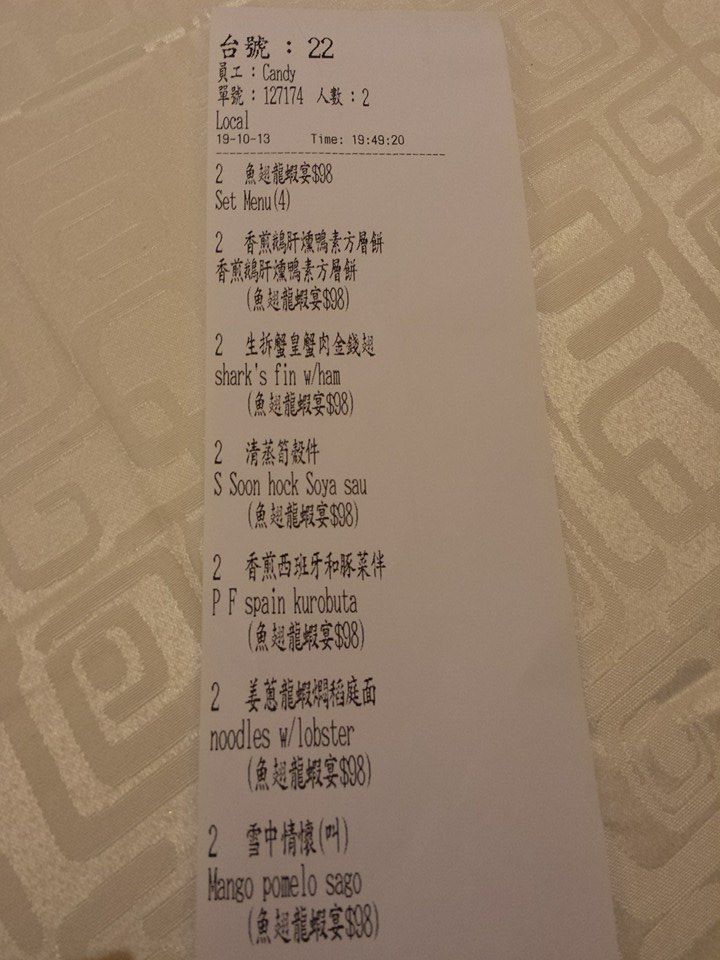 台號：22
員工：Candy
單號：127174 人數：2
Local
19-10-13 Time: 19:49:20
2 魚翅龍蝦宴$98
Set Menu(4)
2 香煎鵝肝燻鴨素方層餅
香煎鵝肝燻鴨素方層餅
(魚翅龍蝦宴$98)
2 生拆蟹皇蟹肉金錢翅
shark's fin w/ham
(魚翅龍蝦宴$98)
2 清蒸筍殼件
S Soon hock Soya sau
(魚翅龍蝦宴$98)
2 香煎西班牙和豚菜伴
P F spain kurobuta
(魚翅龍蝦宴$98)
2 姜蔥龍蝦燜稻庭面
noodles w/lobster
(魚翅龍蝦宴$98)
2 雪中情懷(叫)
Mango pomelo sago
(魚翅龍蝦宴$98)